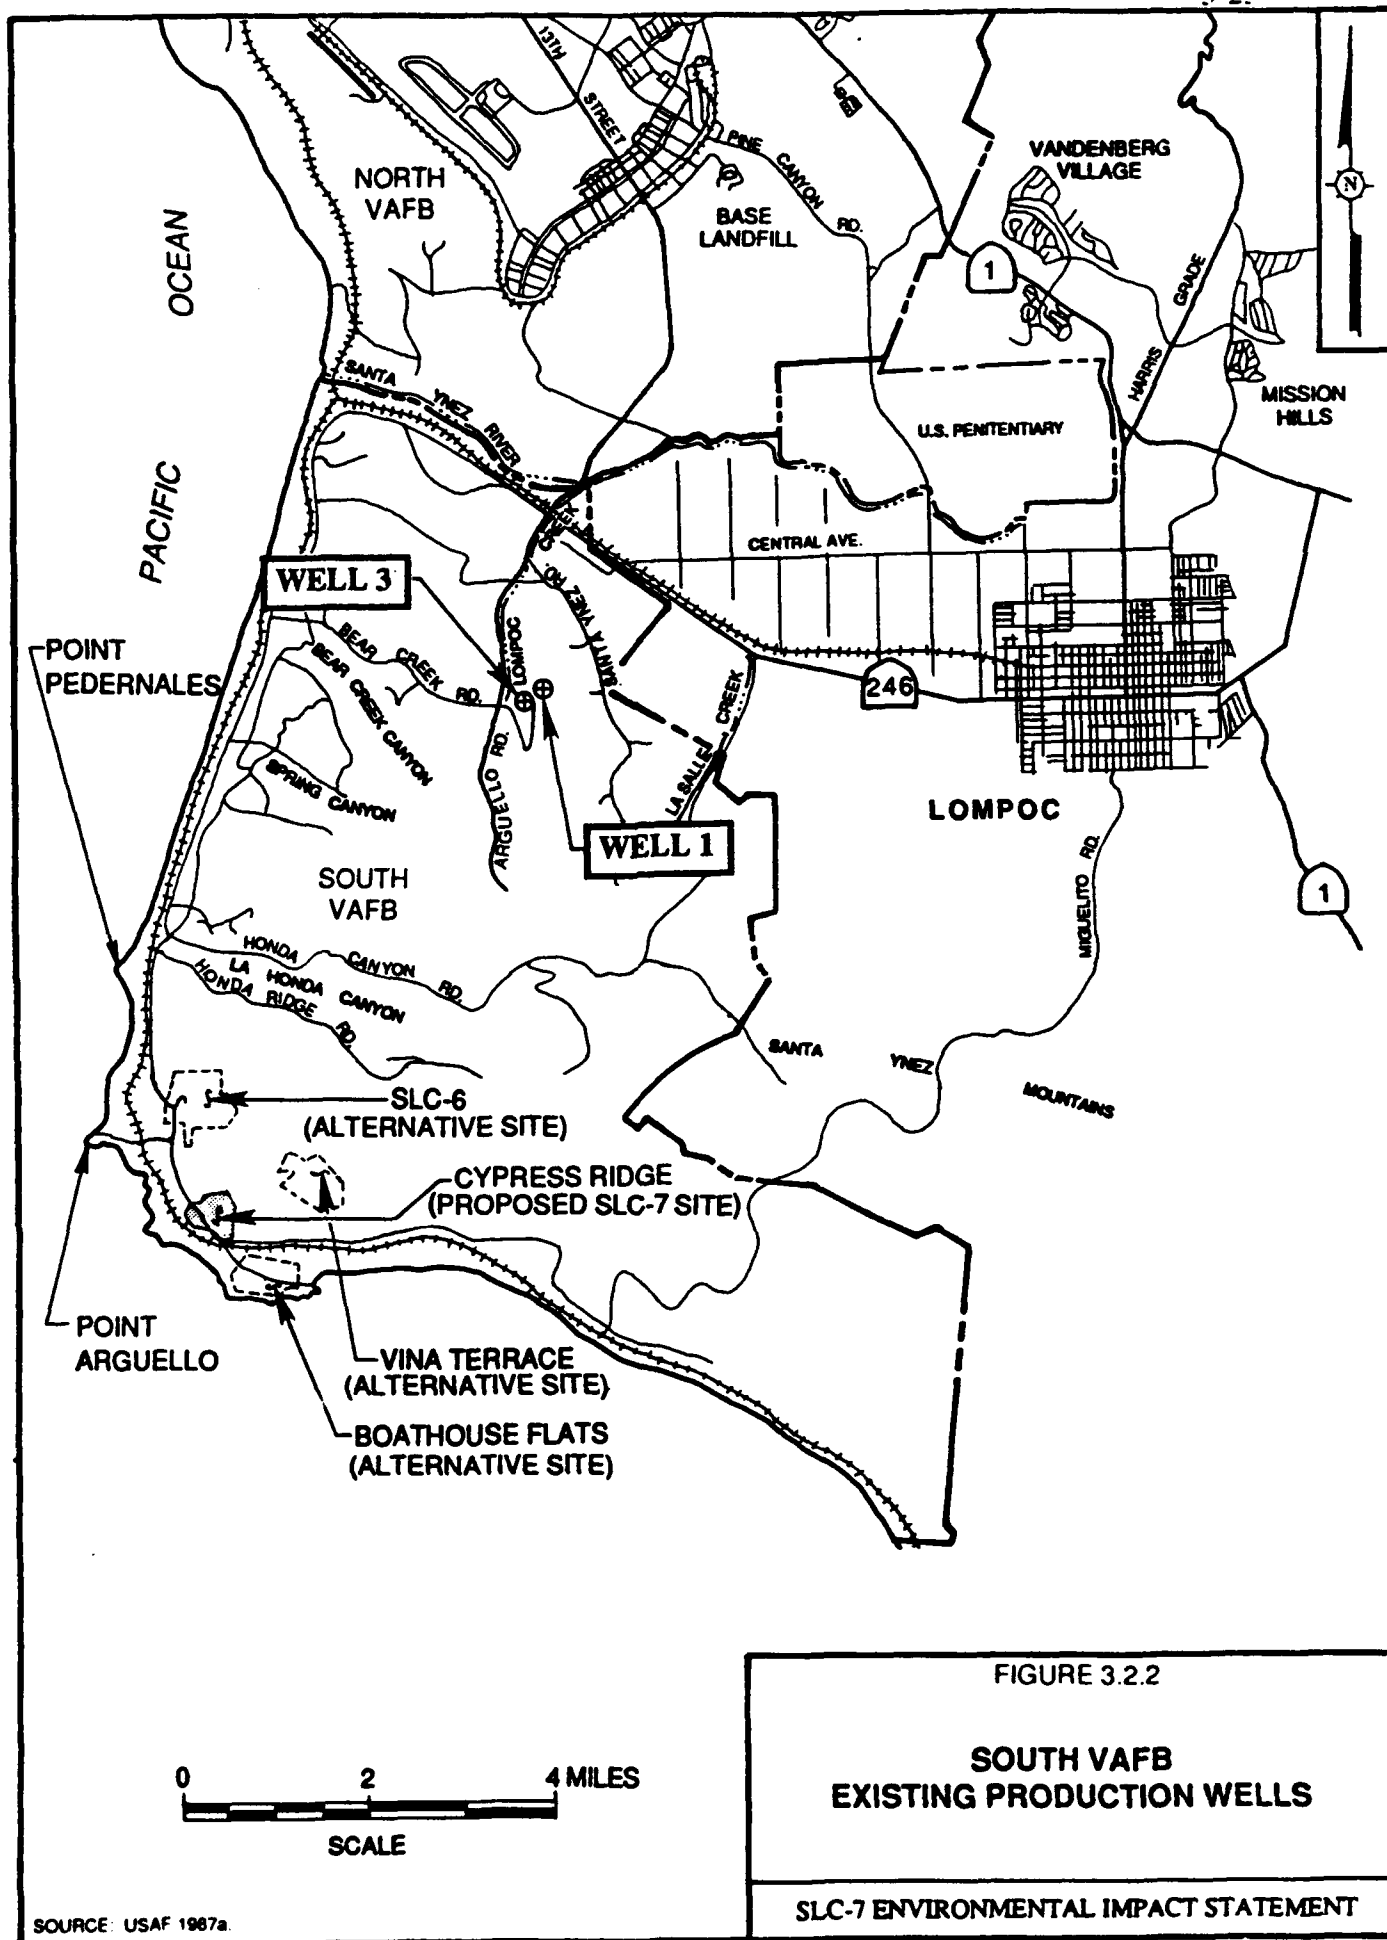 13TH
STREET
PINE CANYON RD.
NORTH
VAFB
BASE
LANDFILL
VANDENBERG
VILLAGE
N
OCEAN
PACIFIC
1
HARRIS GRADE
MISSION
HILLS
SANTA YNEZ RIVER
U.S. PENITENTIARY
CENTRAL AVE.
CREEK
WELL 3
LOMPOC
SANTA YNEZ RD.
BEAR CREEK RD.
BEAR CREEK CANYON
POINT
PEDERNALES
246
LA SALLE CREEK
SPRING CANYON
ARGUELLO RD.
WELL 1
LOMPOC
MIGUELITO RD.
1
SOUTH
VAFB
HONDA CANYON RD.
LA HONDA CANYON
HONDA RIDGE RD.
SANTA YNEZ MOUNTAINS
SLC-6
(ALTERNATIVE SITE)
CYPRESS RIDGE
(PROPOSED SLC-7 SITE)
POINT
ARGUELLO
VINA TERRACE
(ALTERNATIVE SITE)
BOATHOUSE FLATS
(ALTERNATIVE SITE)
0 2 4 MILES
SCALE
FIGURE 3.2.2
SOUTH VAFB
EXISTING PRODUCTION WELLS
SLC-7 ENVIRONMENTAL IMPACT STATEMENT
SOURCE: USAF 1987a.